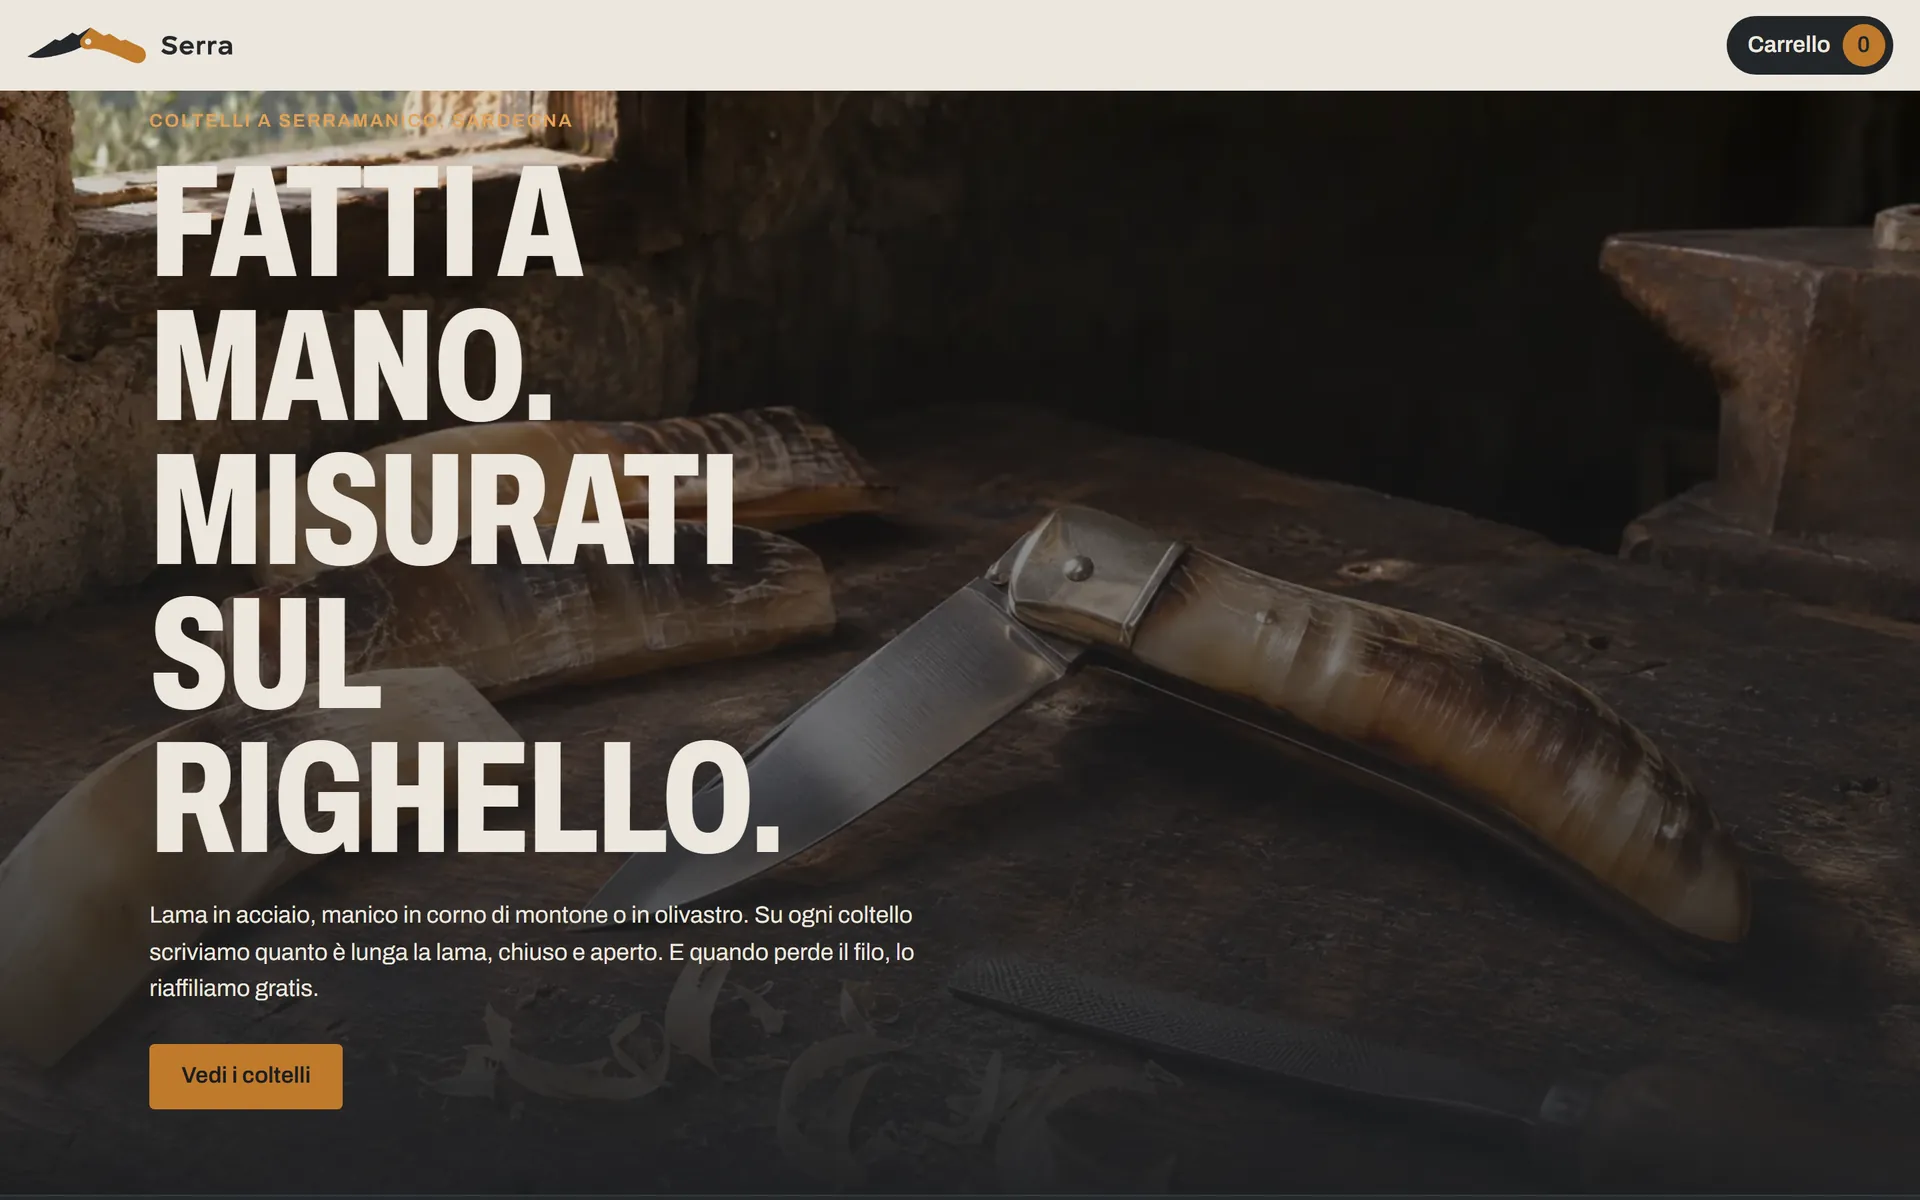 Serra
Carrello 0
COLTELLI A SERRAMANICO, SARDEGNA
FATTI A
MANO.
MISURATI
SUL
RIGHELLO.
Lama in acciaio, manico in corno di montone o in olivastro. Su ogni coltello
scriviamo quanto è lunga la lama, chiuso e aperto. E quando perde il filo, lo
riaffiliamo gratis.
Vedi i coltelli